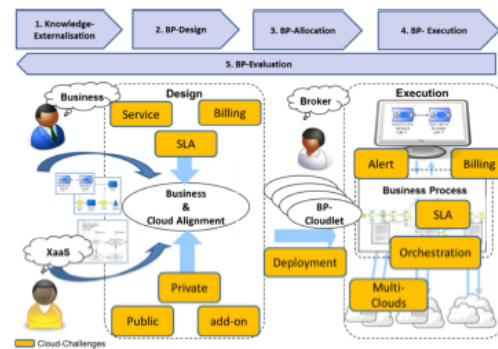 1. Knowledge-
Externalisation
2. BP-Design
3. BP-Allocation
4. BP- Execution
5. BP-Evaluation
Business
Design
Service
Billing
SLA
Business
&
Cloud Alignment
XaaS
Private
Public
add-on
Broker
BP-
Cloudlet
Deployment
Execution
Alert
Billing
Business Process
SLA
Orchestration
Multi-
Clouds
Cloud-Challenges